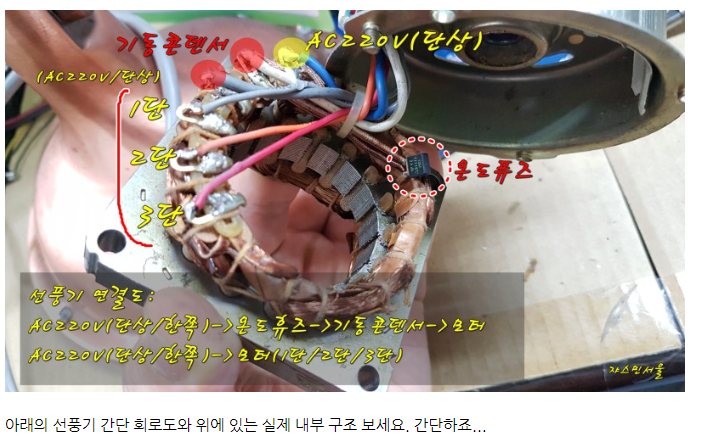 기동콘덴서
AC220V(단상)
(AC220V/단상)
1단
2단
3단
온도퓨즈
선풍기 연결도:
AC220V(단상/한쪽)->온도퓨즈->기동콘덴서->모터
AC220V(단상/한쪽)->모터(1단/2단/3단)
쟈스민서울
아래의 선풍기 간단 회로도와 위에 있는 실제 내부 구조 보세요. 간단하죠...